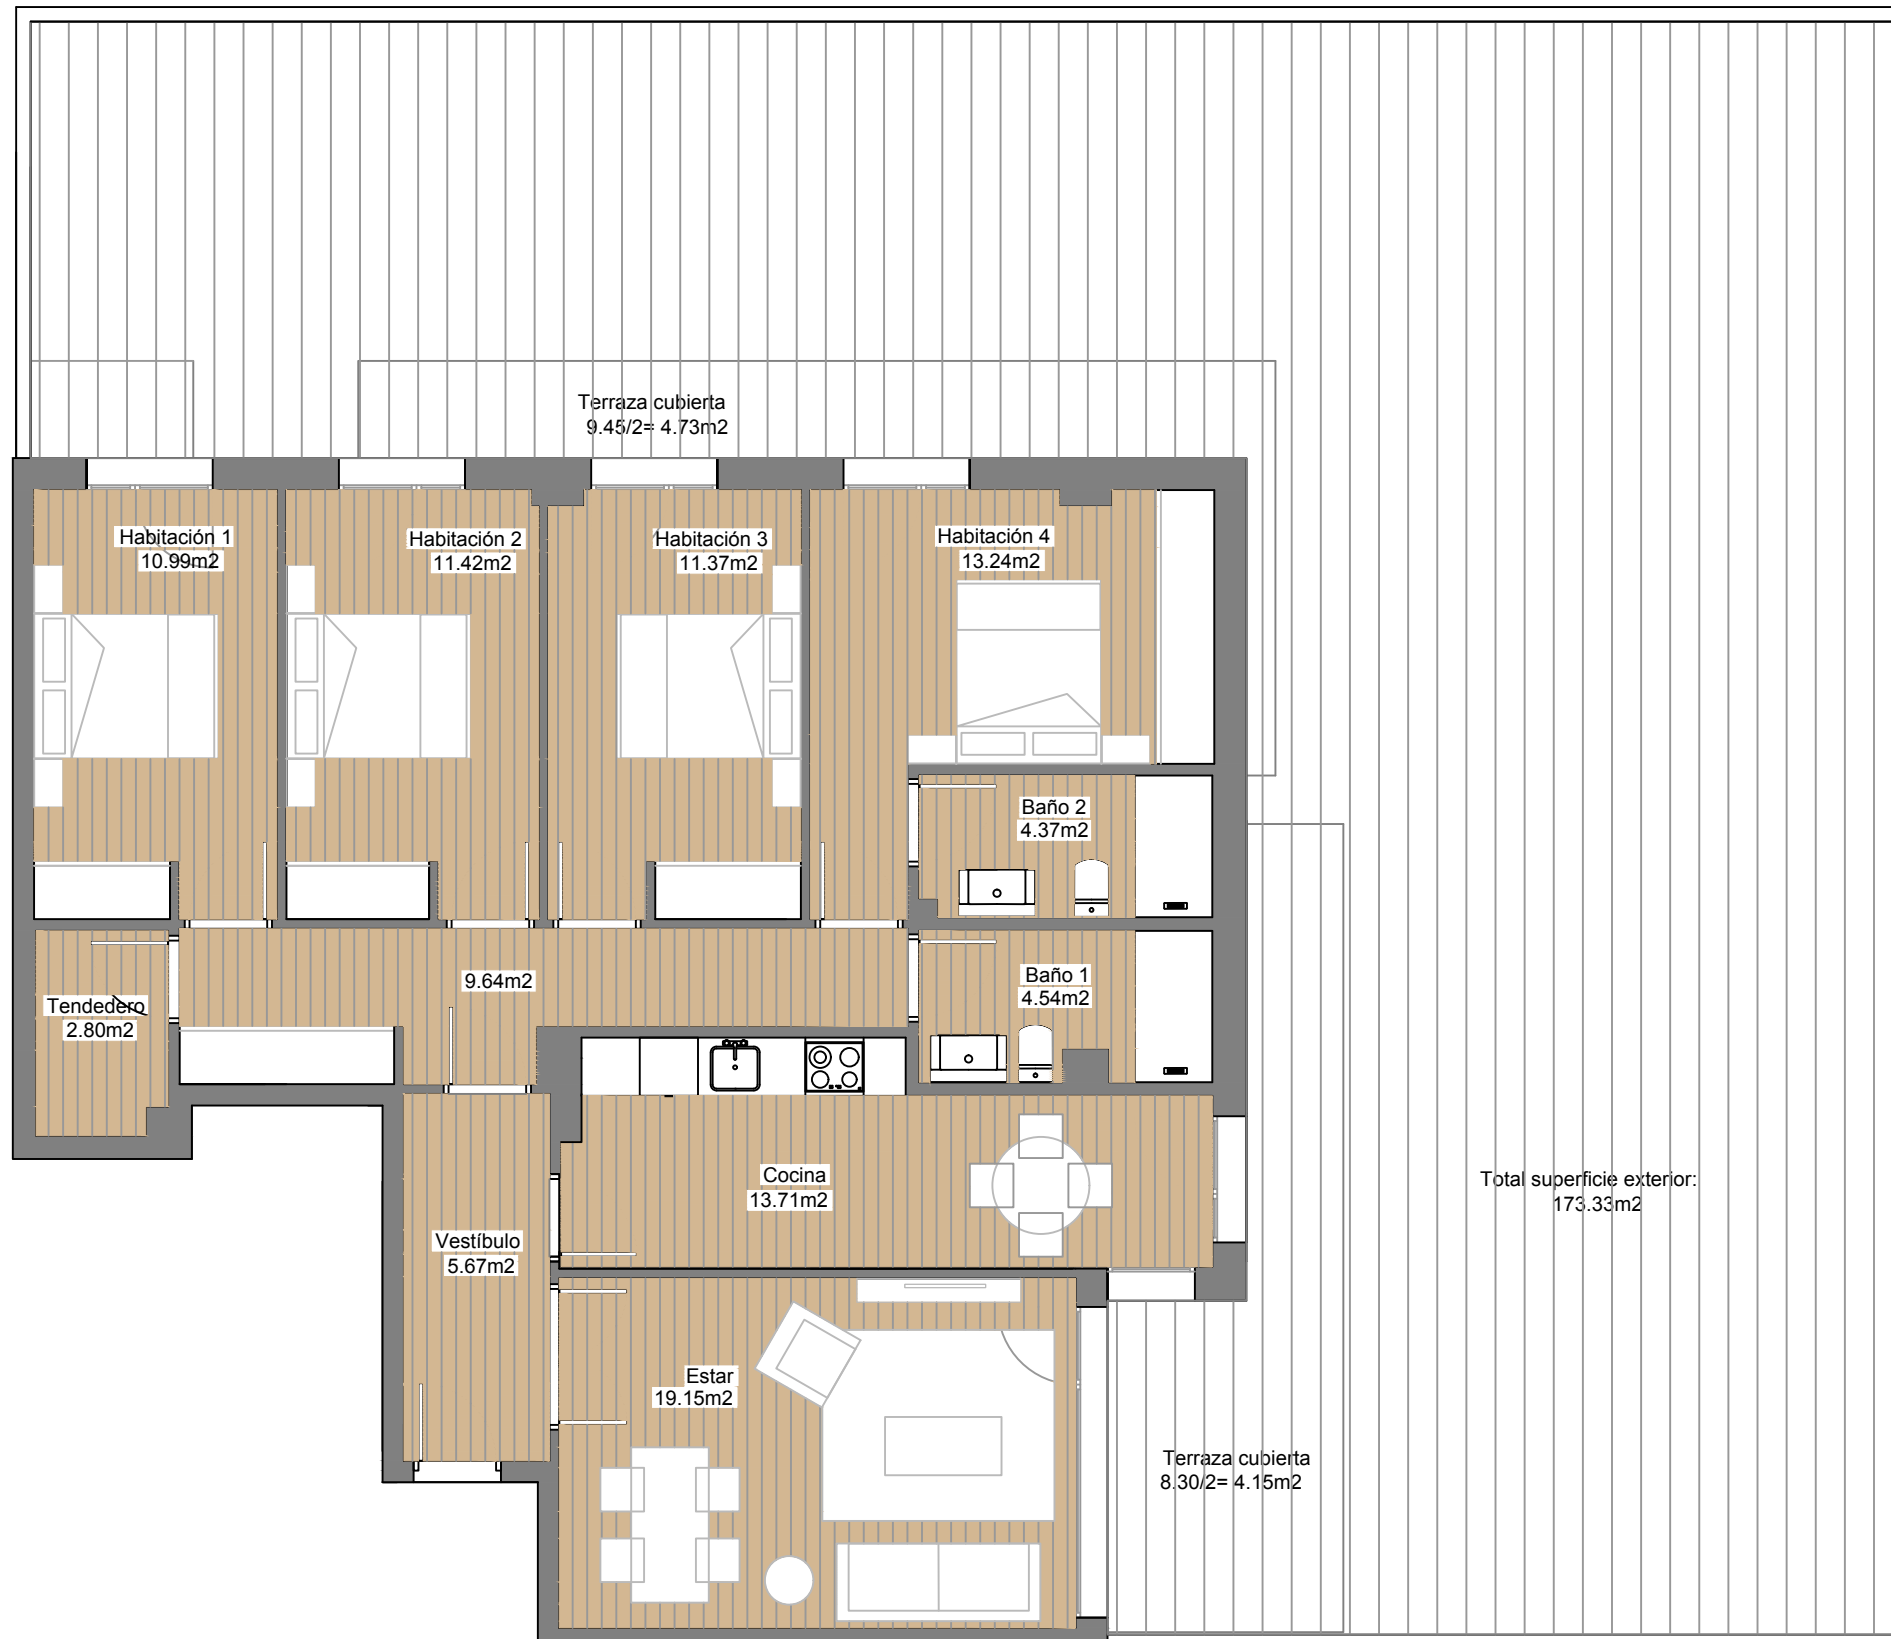 Terraza cubierta
9.45/2= 4.73m2
Habitación 1
10.99m2
Habitación 2
11.42m2
Habitación 3
11.37m2
Habitación 4
13.24m2
Baño 2
4.37m2
9.64m2
Baño 1
4.54m2
Tendedero
2.80m2
Cocina
13.71m2
Total superficie exterior:
173.33m2
Vestíbulo
5.67m2
Estar
19.15m2
Terraza cubierta
8.30/2= 4.15m2